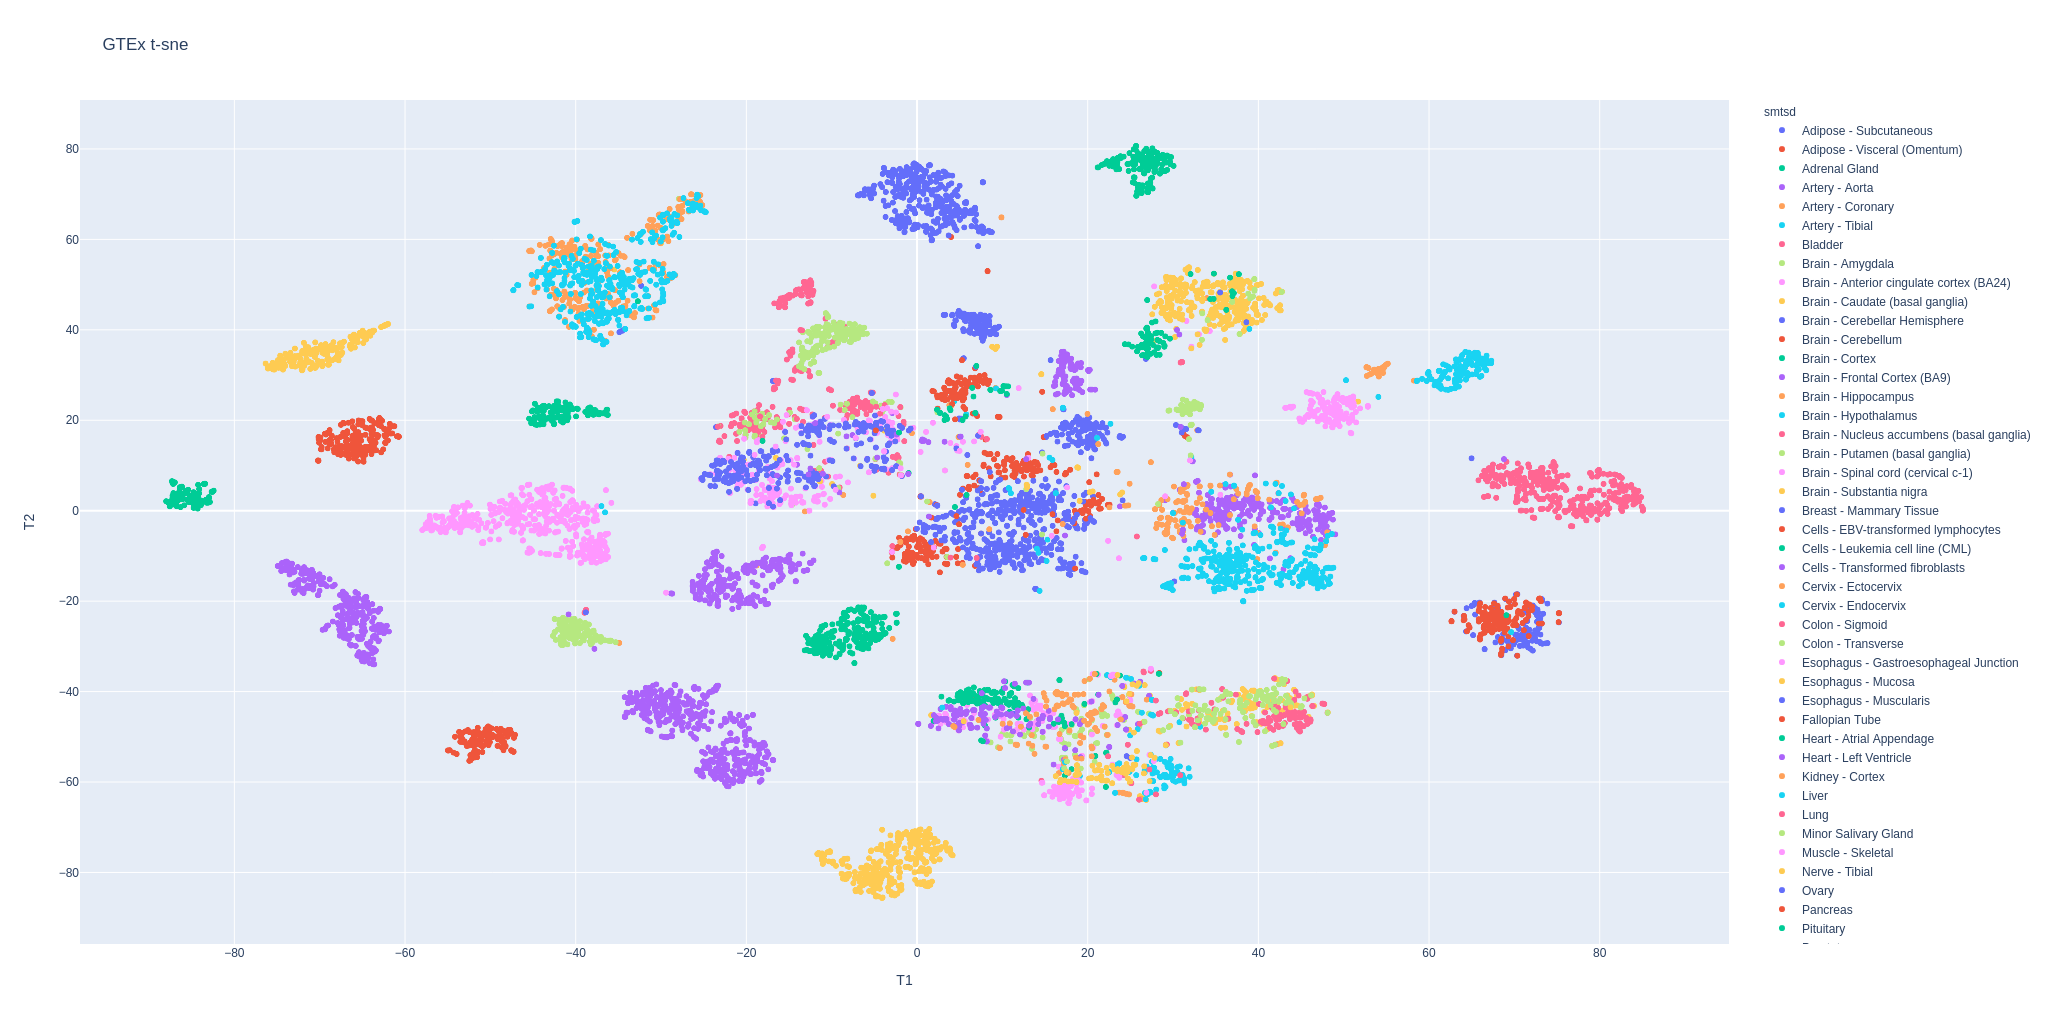 GTEx t-sne
80
60
40
20
0
−20
−40
−60
−80
T2
−80
−60
−40
−20
0
20
40
60
80
T1
smtsd
Adipose - Subcutaneous
Adipose - Visceral (Omentum)
Adrenal Gland
Artery - Aorta
Artery - Coronary
Artery - Tibial
Bladder
Brain - Amygdala
Brain - Anterior cingulate cortex (BA24)
Brain - Caudate (basal ganglia)
Brain - Cerebellar Hemisphere
Brain - Cerebellum
Brain - Cortex
Brain - Frontal Cortex (BA9)
Brain - Hippocampus
Brain - Hypothalamus
Brain - Nucleus accumbens (basal ganglia)
Brain - Putamen (basal ganglia)
Brain - Spinal cord (cervical c-1)
Brain - Substantia nigra
Breast - Mammary Tissue
Cells - EBV-transformed lymphocytes
Cells - Leukemia cell line (CML)
Cells - Transformed fibroblasts
Cervix - Ectocervix
Cervix - Endocervix
Colon - Sigmoid
Colon - Transverse
Esophagus - Gastroesophageal Junction
Esophagus - Mucosa
Esophagus - Muscularis
Fallopian Tube
Heart - Atrial Appendage
Heart - Left Ventricle
Kidney - Cortex
Liver
Lung
Minor Salivary Gland
Muscle - Skeletal
Nerve - Tibial
Ovary
Pancreas
Pituitary